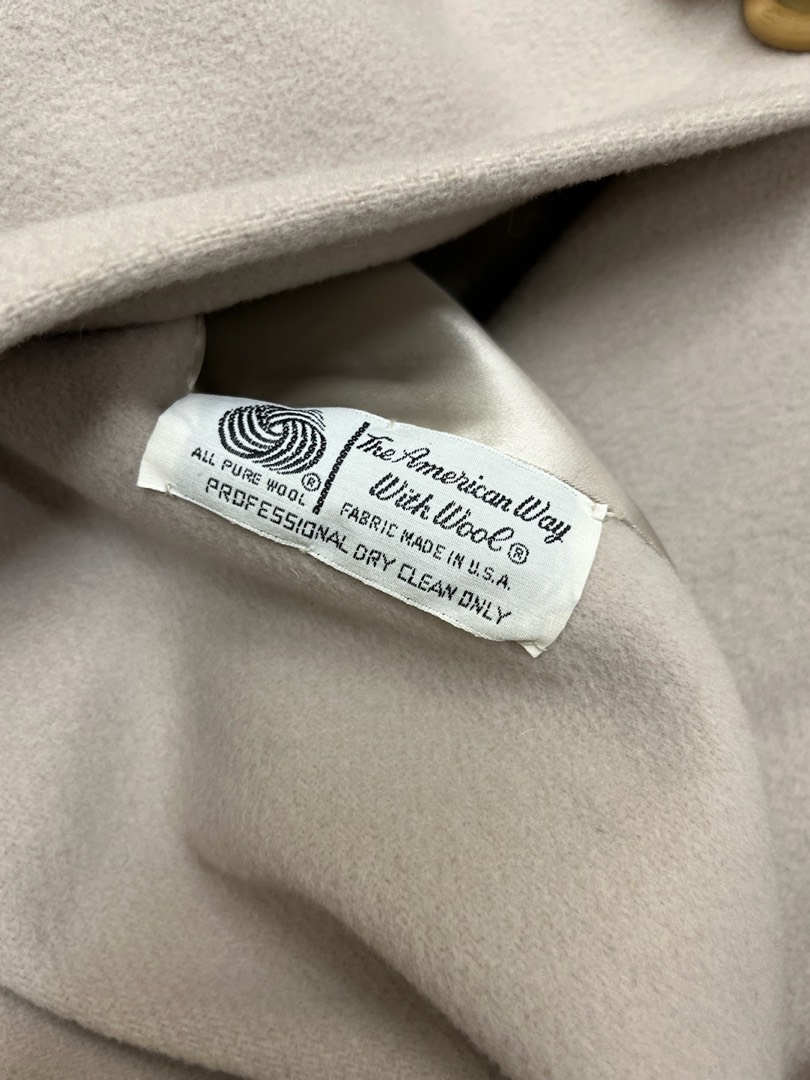 ALL PURE WOOL ®
The American Way
With Wool ®
FABRIC MADE IN U.S.A.
PROFESSIONAL DRY CLEAN ONLY